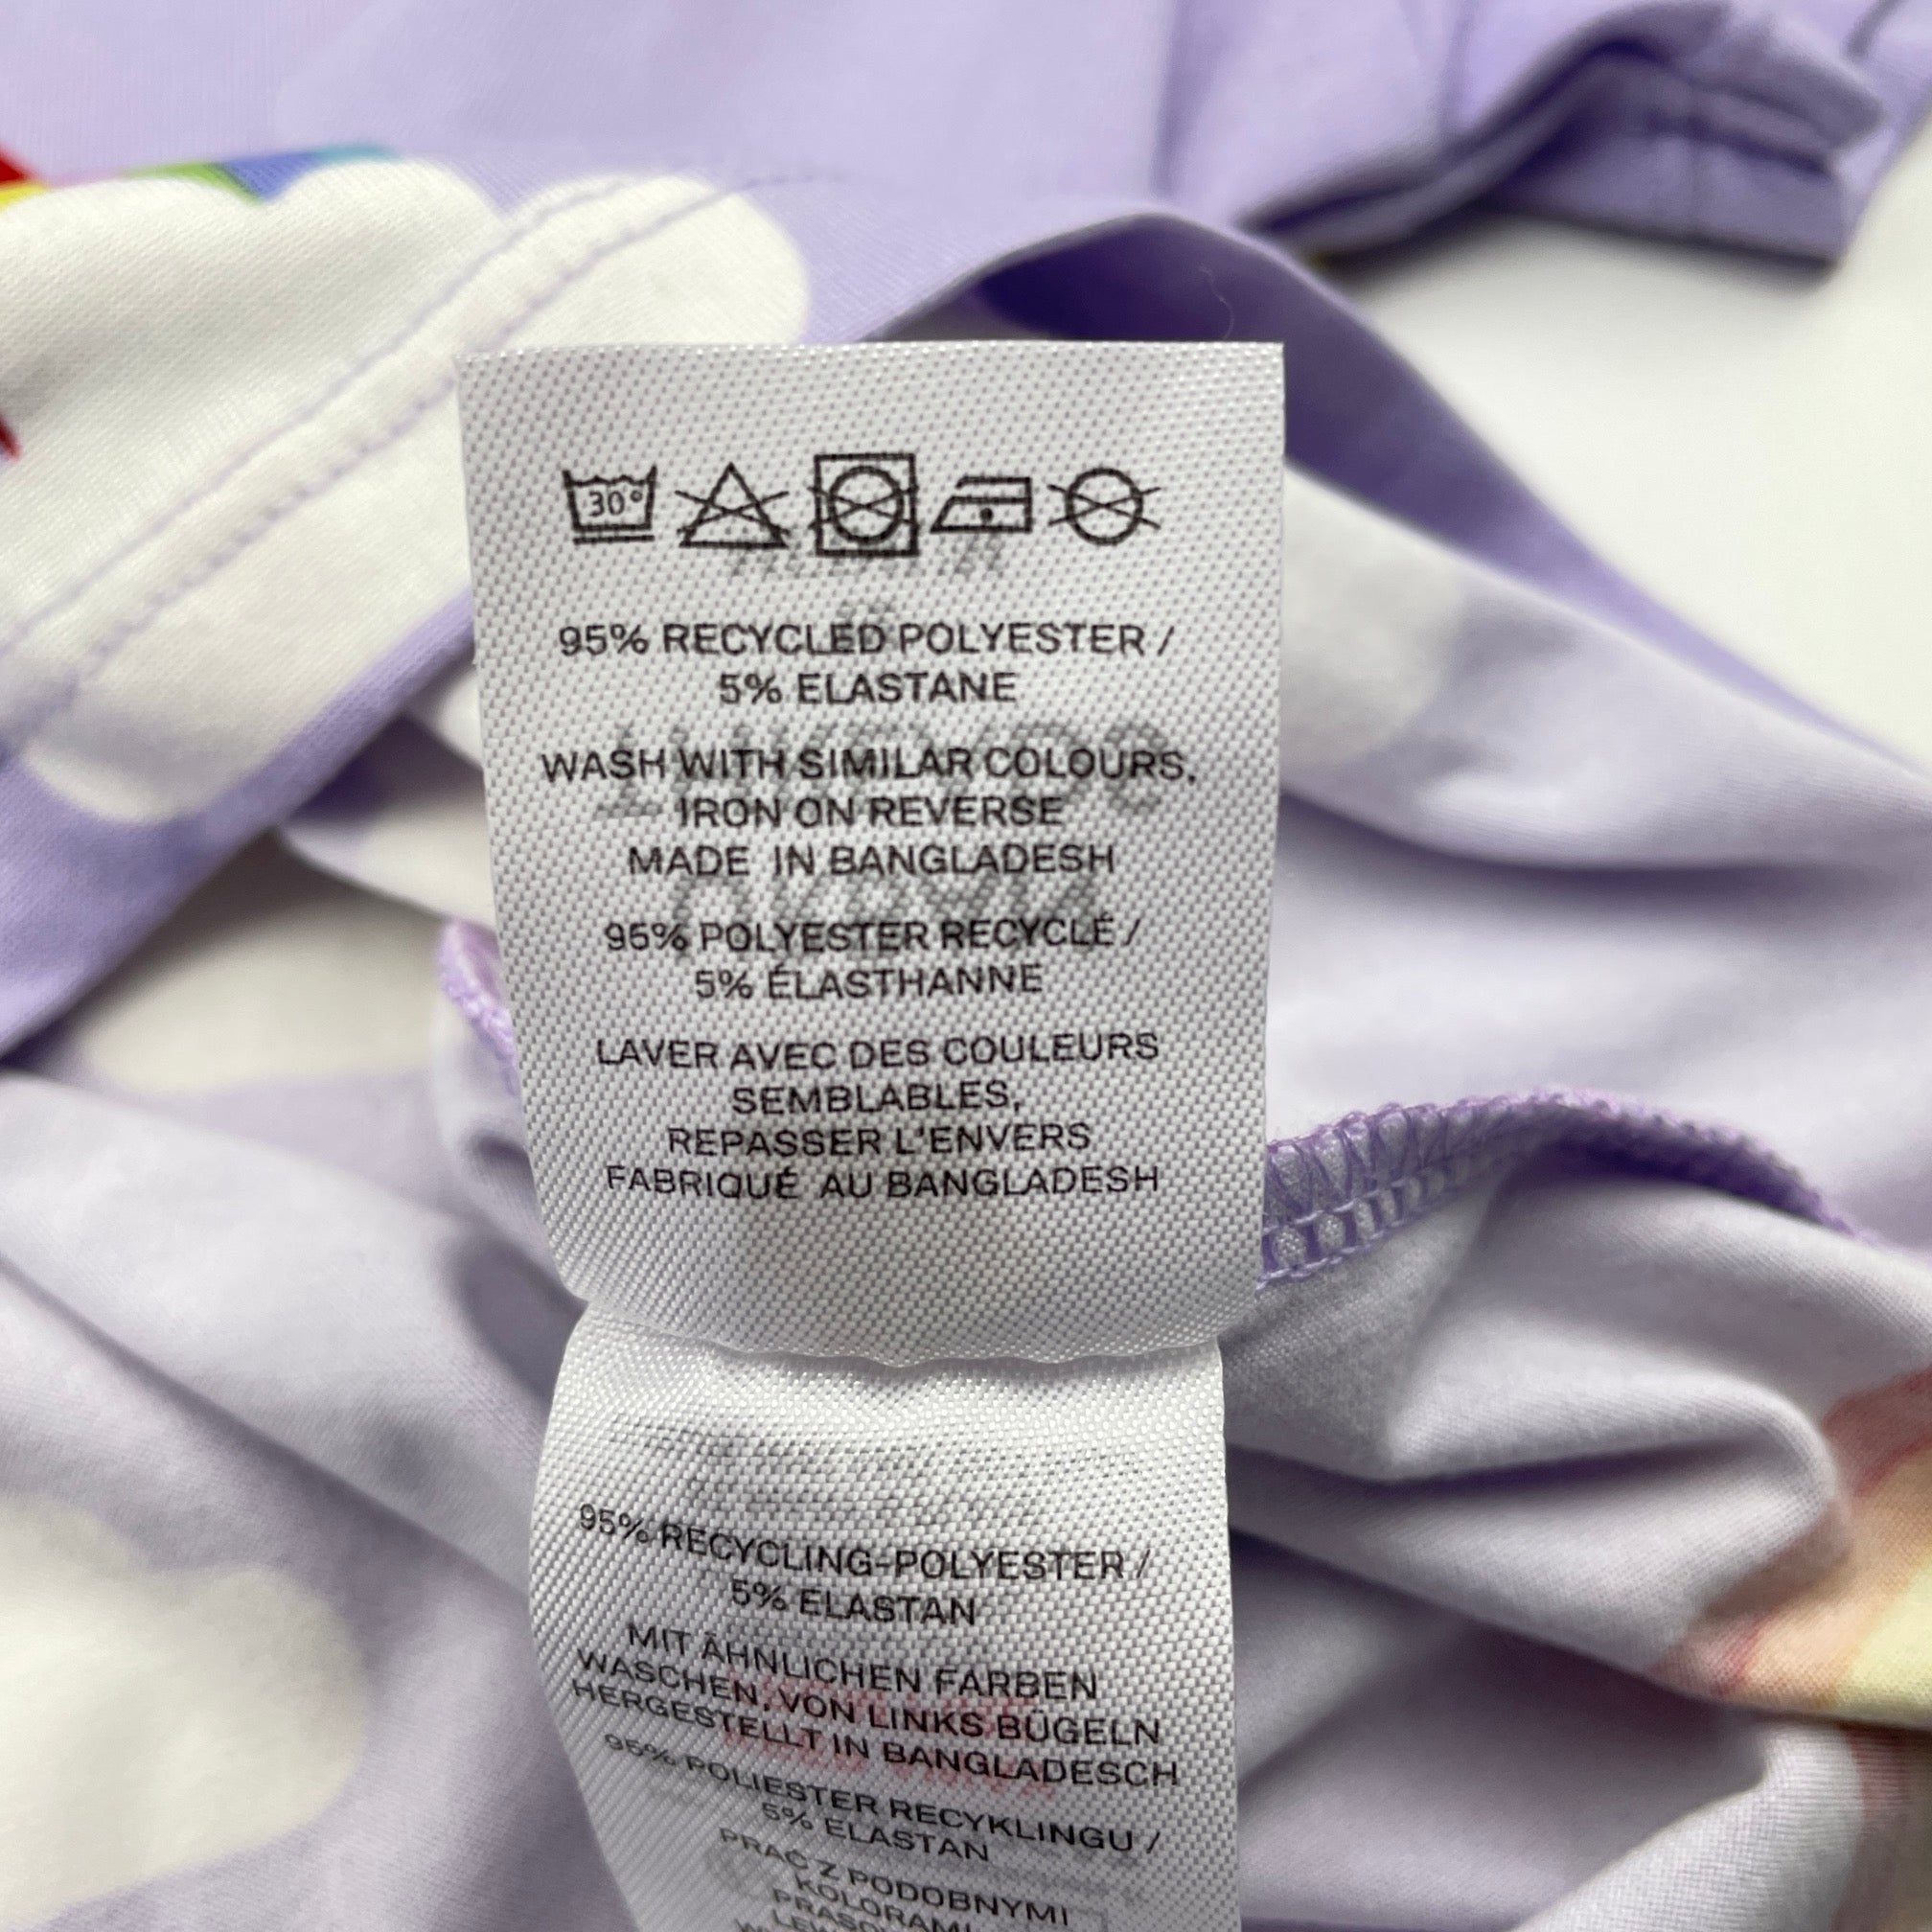 30°
95% RECYCLED POLYESTER /
5% ELASTANE
WASH WITH SIMILAR COLOURS,
IRON ON REVERSE
MADE IN BANGLADESH
95% POLYESTER RECYCLÉ /
5% ÉLASTHANNE
LAVER AVEC DES COULEURS
SEMBLABLES,
REPASSER L'ENVERS
FABRIQUÉ AU BANGLADESH
95% RECYCLING-POLYESTER /
5% ELASTAN
MIT ÄHNLICHEN FARBEN
WASCHEN, VON LINKS BÜGELN
HERGESTELLT IN BANGLADESCH
95% POLIESTER RECYKLINGU /
5% ELASTAN
PRAĆ Z PODOBNYMI
KOLORAMI